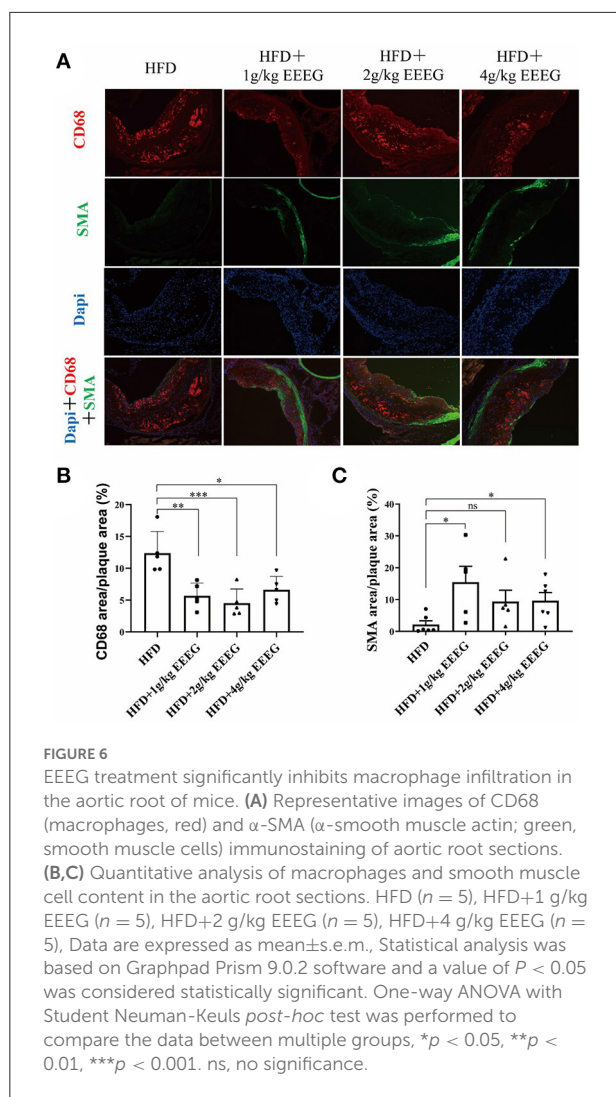 A
HFD
HFD+
1g/kg EEEG
HFD+
2g/kg EEEG
HFD+
4g/kg EEEG
CD68
SMA
Dapi
Dapi+CD68
+SMA
B
CD68 area/plaque area (%)
20
15
10
5
0
*
***
**
HFD
HFD+1g/kg EEEG
HFD+2g/kg EEEG
HFD+4g/kg EEEG
C
SMA area/plaque area (%)
40
30
20
10
0
*
ns
*
HFD
HFD+1g/kg EEEG
HFD+2g/kg EEEG
HFD+4g/kg EEEG
FIGURE 6
EEEG treatment significantly inhibits macrophage infiltration in
the aortic root of mice. (A) Representative images of CD68
(macrophages, red) and α-SMA (α-smooth muscle actin; green,
smooth muscle cells) immunostaining of aortic root sections.
(B,C) Quantitative analysis of macrophages and smooth muscle
cell content in the aortic root sections. HFD (n = 5), HFD+1 g/kg
EEEG (n = 5), HFD+2 g/kg EEEG (n = 5), HFD+4 g/kg EEEG (n =
5), Data are expressed as mean±s.e.m., Statistical analysis was
based on Graphpad Prism 9.0.2 software and a value of P < 0.05
was considered statistically significant. One-way ANOVA with
Student Neuman-Keuls post-hoc test was performed to
compare the data between multiple groups, *p < 0.05, **p <
0.01, ***p < 0.001. ns, no significance.